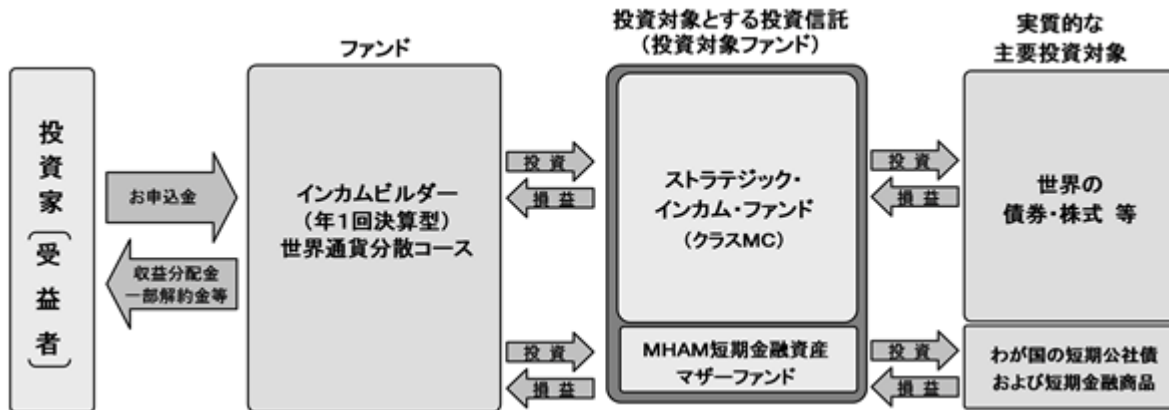 投資家〔受益者〕
お申込金
収益分配金
一部解約金等
ファンド
インカムビルダー
（年1回決算型）
世界通貨分散コース
投資
損益
投資
損益
投資対象とする投資信託
（投資対象ファンド）
ストラテジック・
インカム・ファンド
（クラスMC）
MHAM短期金融資産
マザーファンド
投資
損益
投資
損益
実質的な
主要投資対象
世界の
債券・株式 等
わが国の短期公社債
および短期金融商品